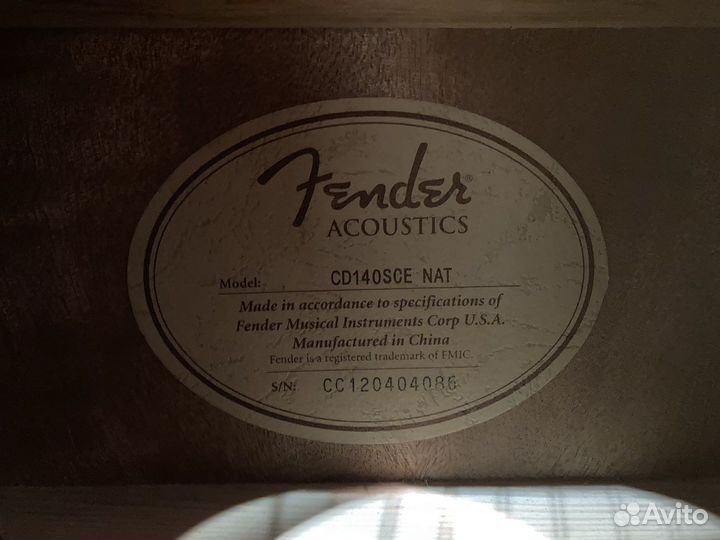 Fender®
ACOUSTICS
Model: CD140SCE NAT
Made in accordance to specifications of
Fender Musical Instruments Corp U.S.A.
Manufactured in China
Fender is a registered trademark of FMIC.
S/N: CC120404086
Avito